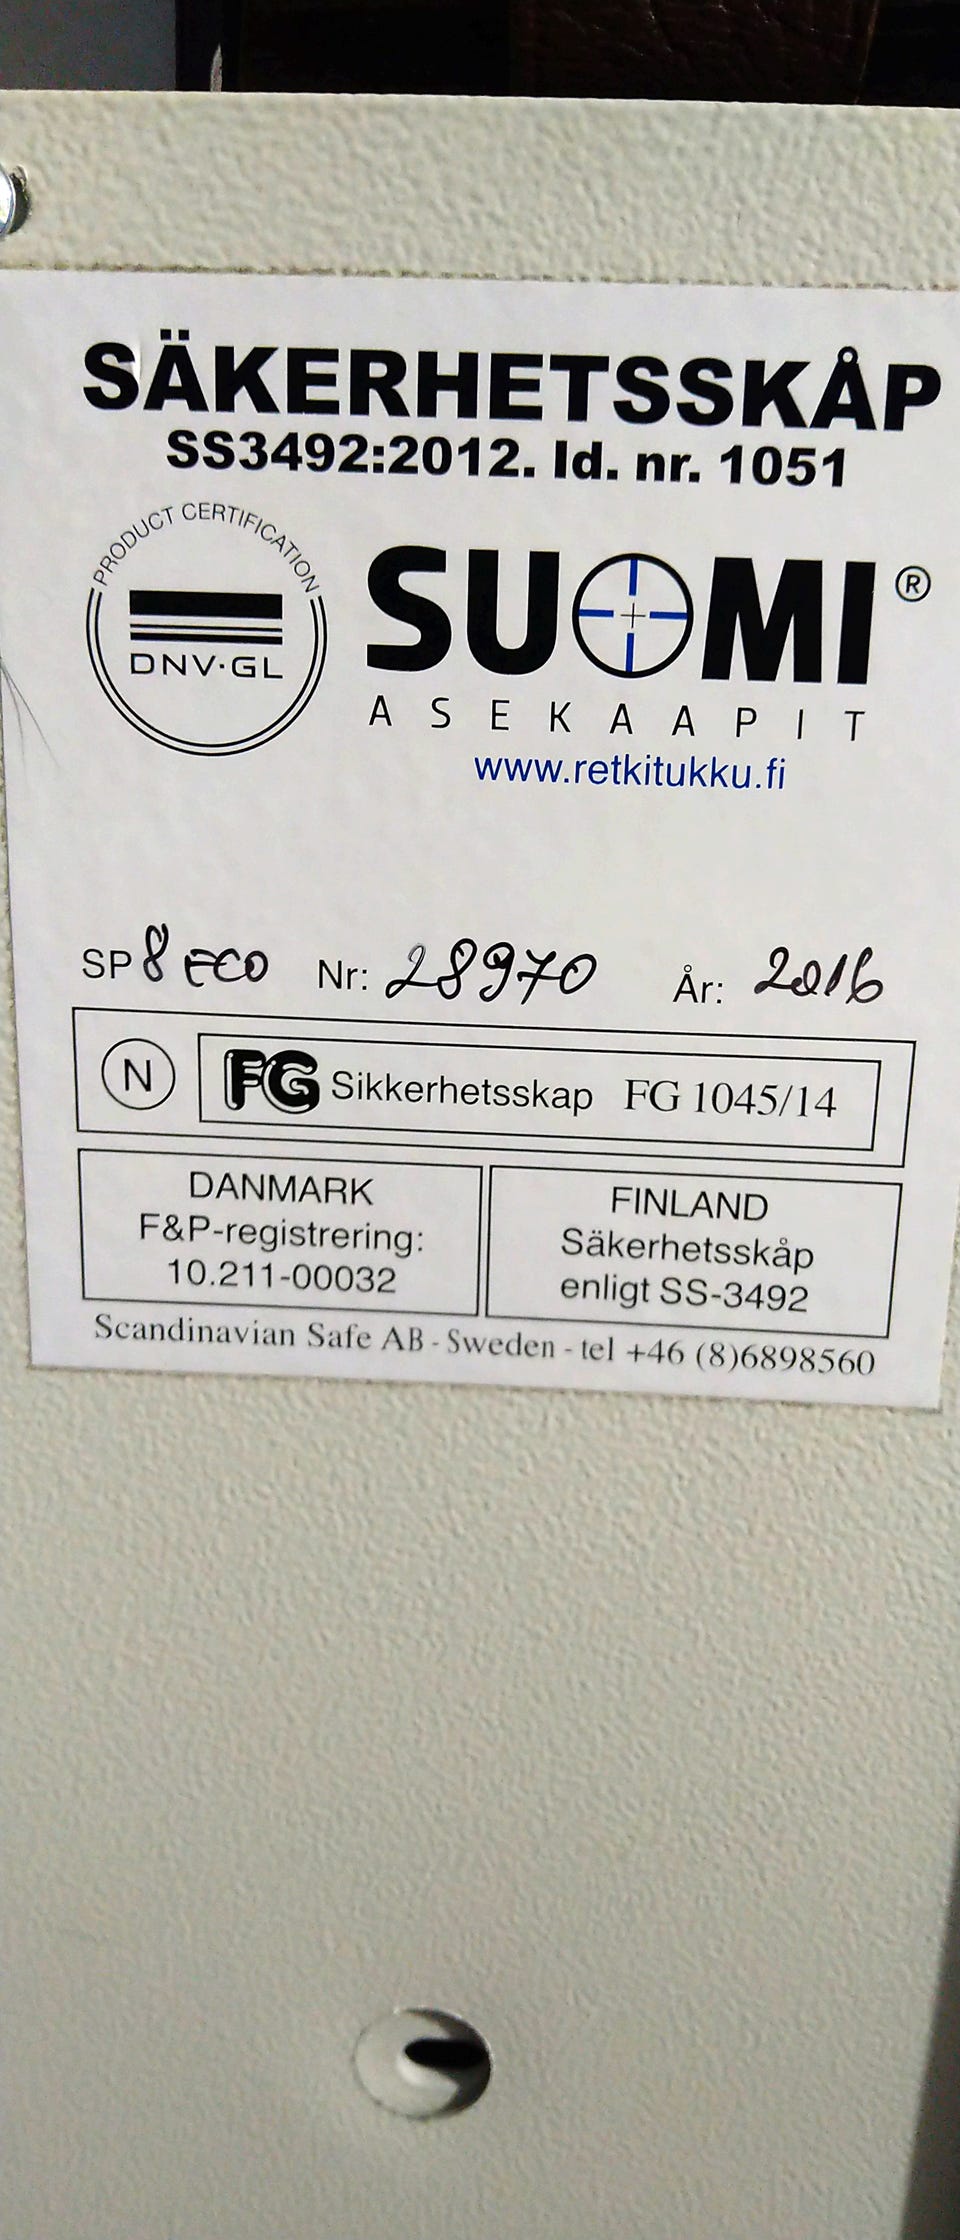 SÄKERHETSSKÅP
SS3492:2012. Id. nr. 1051
PRODUCT CERTIFICATION
DNV·GL
SUOMI ®
ASEKAAPIT
www.retkitukku.fi
SP 8 ECO Nr: 28970 År: 2016
N FG Sikkerhetsskap FG 1045/14
DANMARK
F&P-registrering:
10.211-00032
FINLAND
Säkerhetsskåp
enligt SS-3492
Scandinavian Safe AB - Sweden - tel +46 (8)6898560